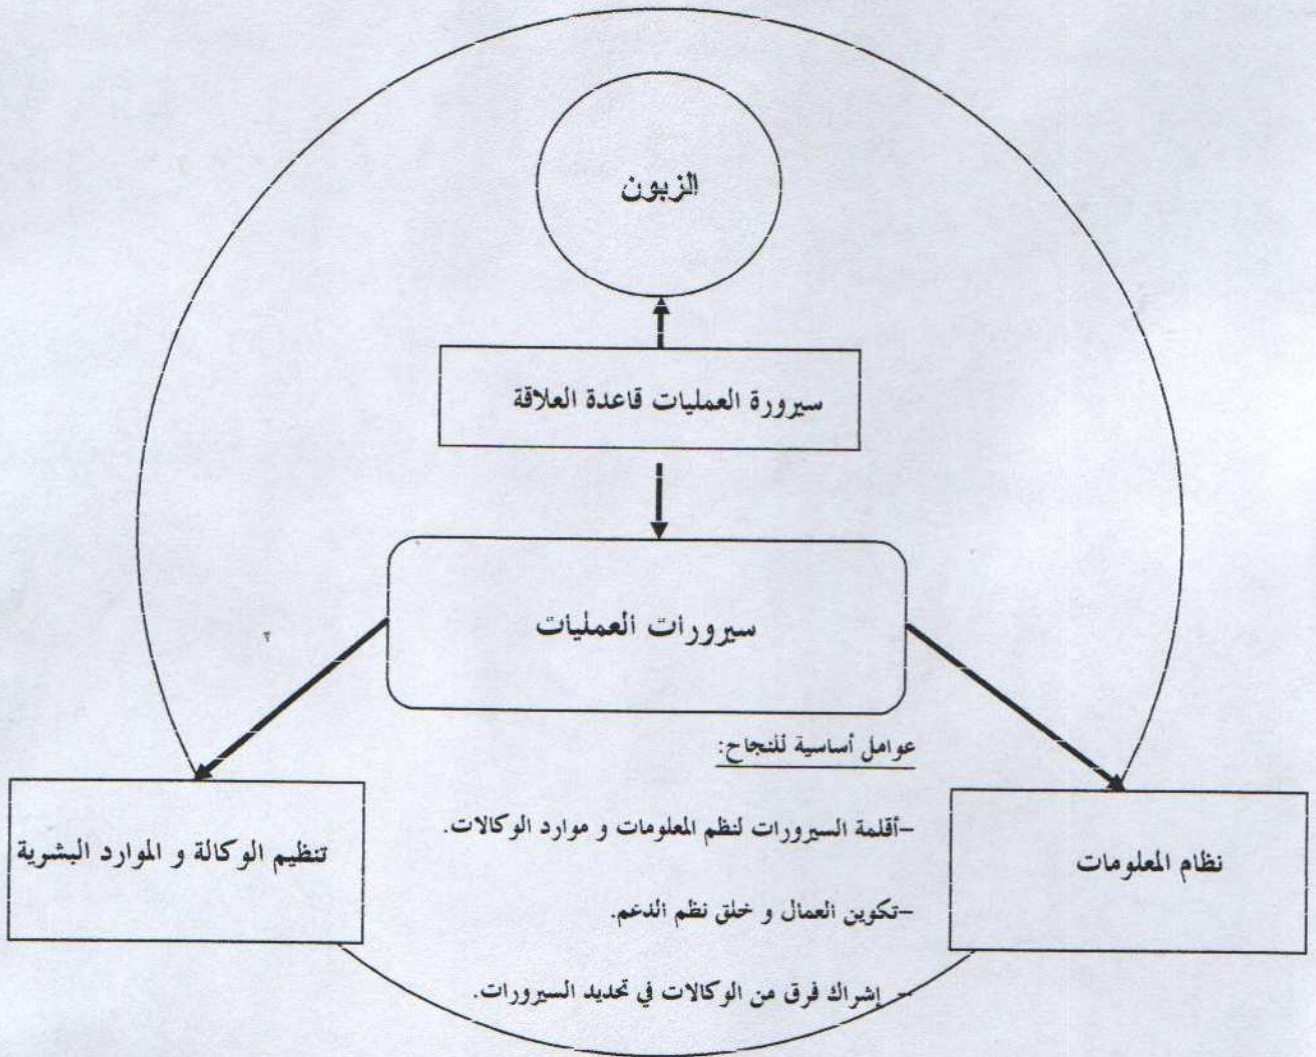 الزبون
سيرورة العمليات قاعدة العلاقة
سيرورات العمليات
عوامل أساسية للنجاح:
-أقلمة السيرورات لنظم المعلومات و موارد الوكالات.
-تكوين العمال و خلق نظم الدعم.
- إشراك فرق من الوكالات في تحديد السيرورات.
نظام المعلومات
تنظيم الوكالة و الموارد البشرية